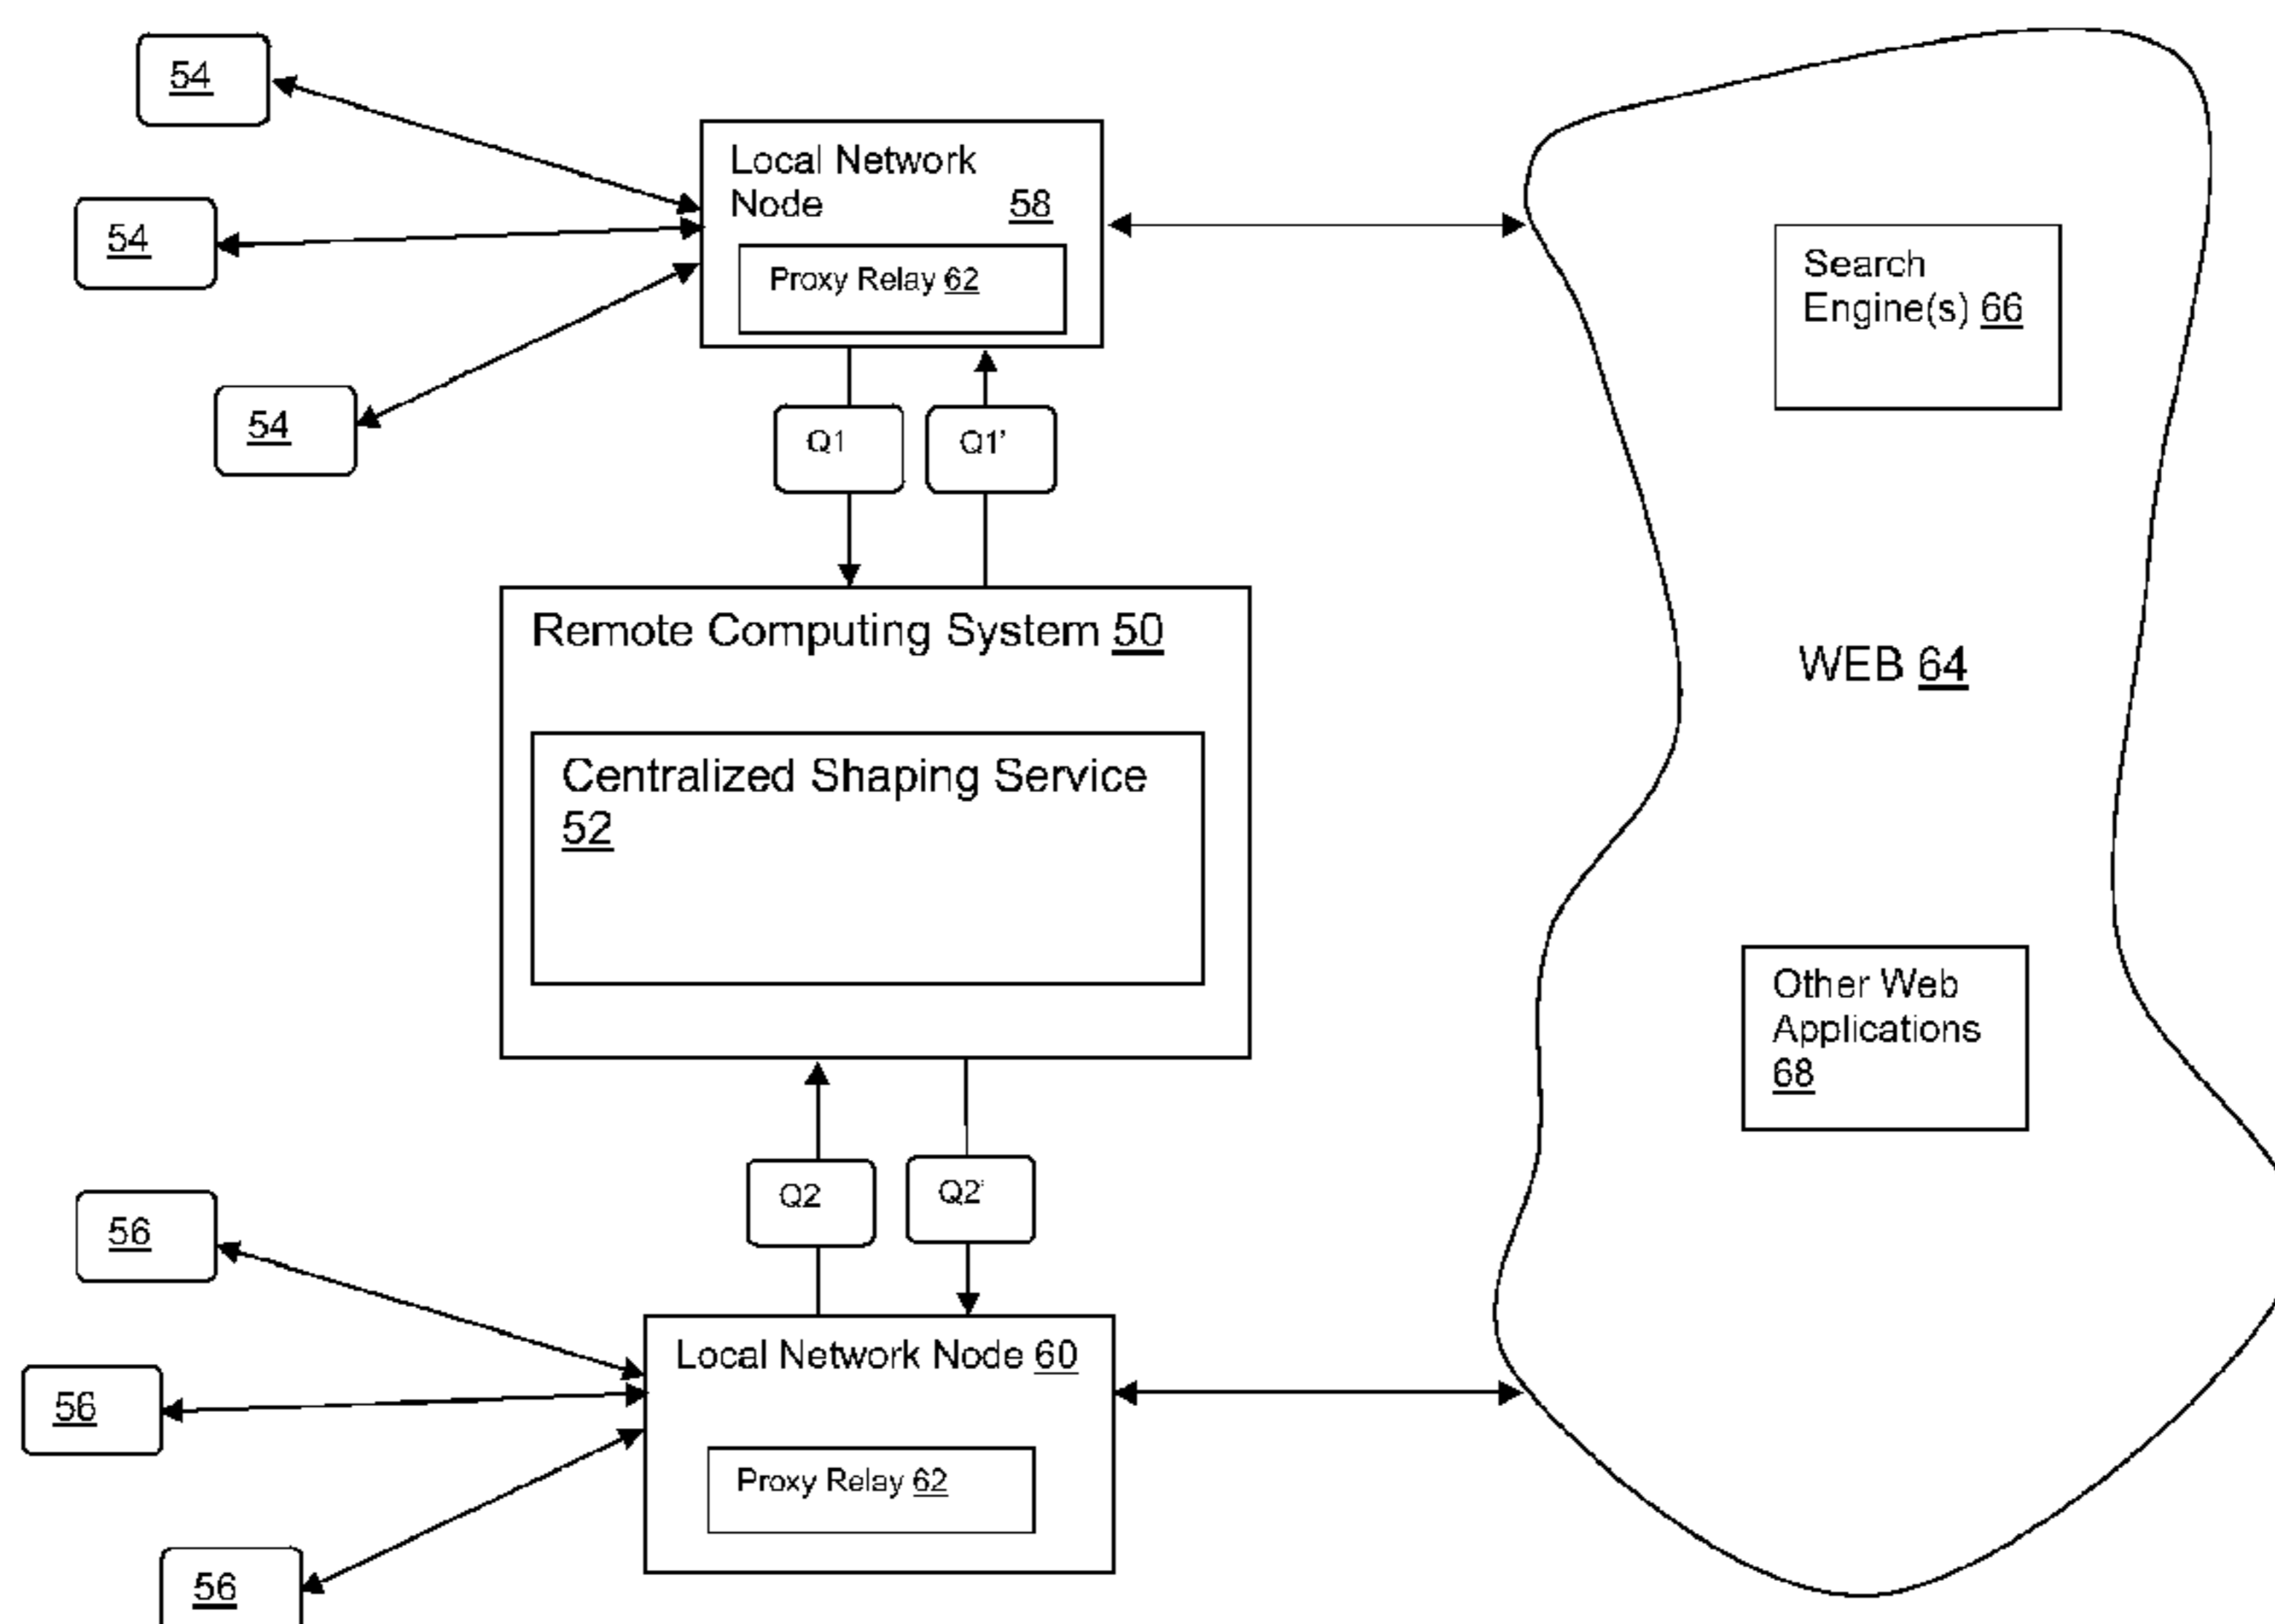 54
54
54
Local Network
Node 58
Proxy Relay 62
Q1
Q1'
Remote Computing System 50
Centralized Shaping Service
52
Q2
Q2'
56
56
56
Local Network Node 60
Proxy Relay 62
Search
Engine(s) 66
WEB 64
Other Web
Applications
68